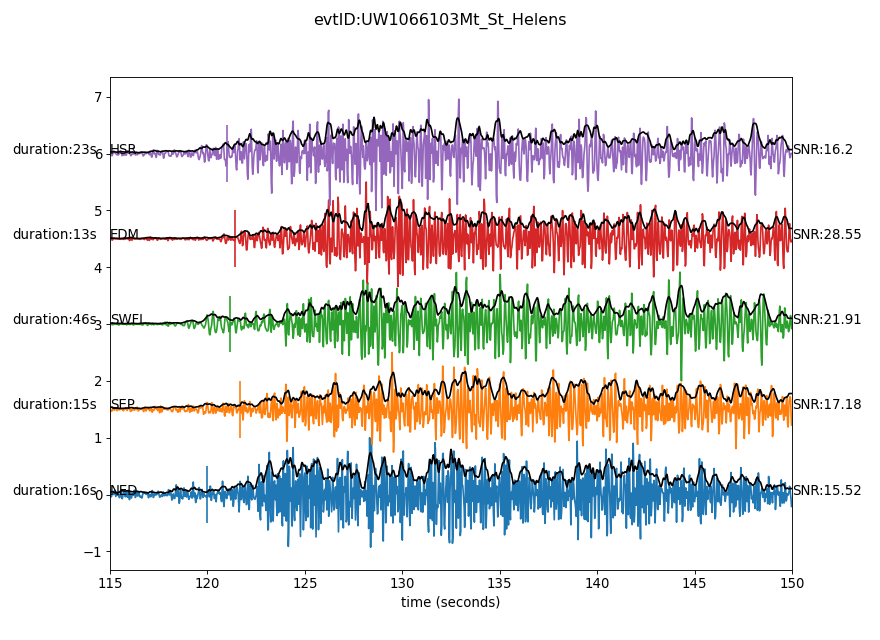 evtID:UW1066103Mt_St_Helens
7
duration:23s HSR SNR:16.2
6
5
duration:13s EDM SNR:28.55
4
duration:46s SWFL SNR:21.91
3
2
duration:15s SEP SNR:17.18
1
duration:16s NED SNR:15.52
0
−1
115 120 125 130 135 140 145 150
time (seconds)